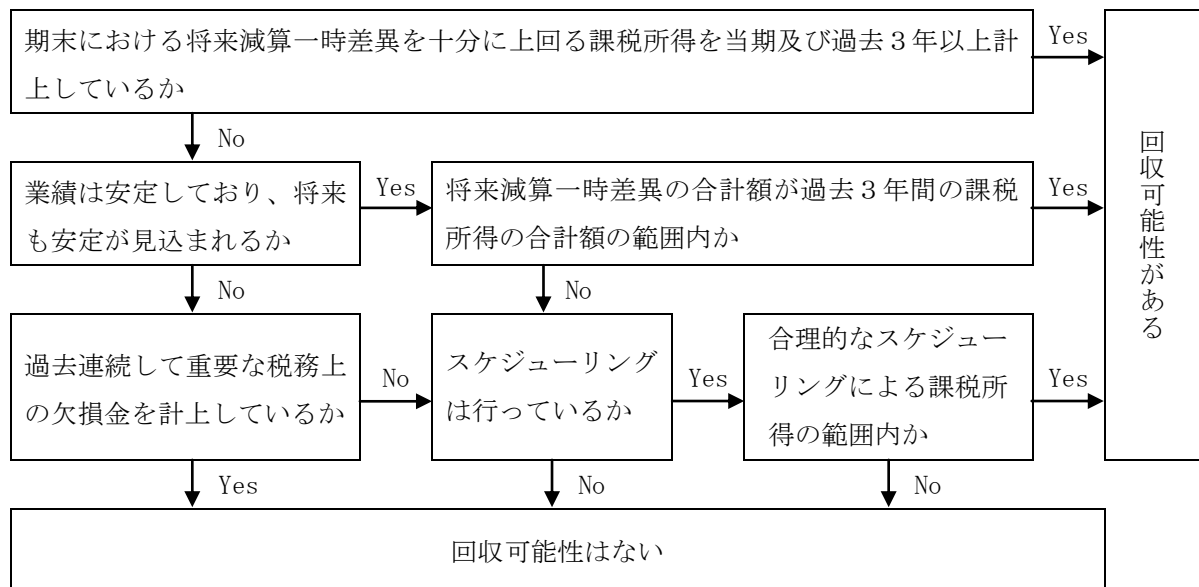 期末における将来減算一時差異を十分に上回る課税所得を当期及び過去３年以上計
上しているか
Yes
No
業績は安定しており、将来
も安定が見込まれるか
Yes
将来減算一時差異の合計額が過去３年間の課税
所得の合計額の範囲内か
Yes
回収可能性がある
No
No
過去連続して重要な税務上
の欠損金を計上しているか
No
スケジューリング
は行っているか
Yes
合理的なスケジュー
リングによる課税所
得の範囲内か
Yes
Yes
No
No
回収可能性はない